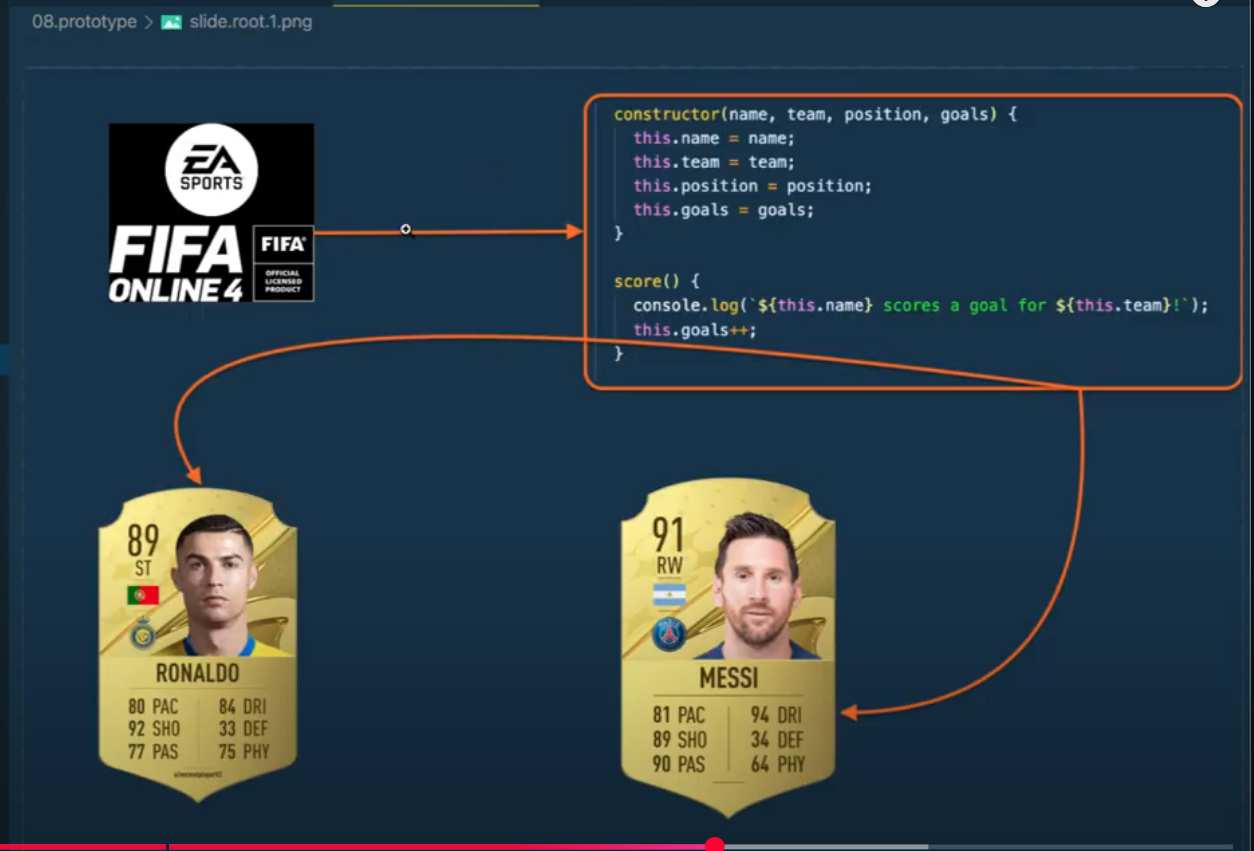 08.prototype > slide.root.1.png
EA
SPORTS
FIFA
ONLINE 4
FIFA
OFFICIAL
LICENSED
PRODUCT
constructor(name, team, position, goals) {
this.name = name;
this.team = team;
this.position = position;
this.goals = goals;
}
score() {
console.log(`${this.name} scores a goal for ${this.team}!`);
this.goals++;
}
89
ST
RONALDO
80 PAC 84 DRI
92 SHO 33 DEF
77 PAS 75 PHY
91
RW
MESSI
81 PAC 94 DRI
89 SHO 34 DEF
90 PAS 64 PHY